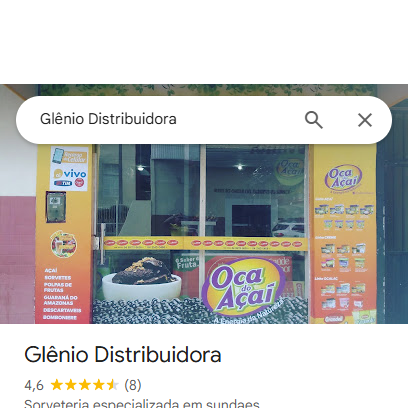 Glênio Distribuidora
vivo
TIM
Oca
do
Açaí
Oca
do
Açaí
A Energia da Natureza
AÇAÍ
SORVETES
POLPAS DE
FRUTAS
GUARANÁ DO
AMAZONAS
DESCARTÁVEIS
BOMBONIERE
Glênio Distribuidora
4,6 (8)
Sorveteria especializada em sundaes